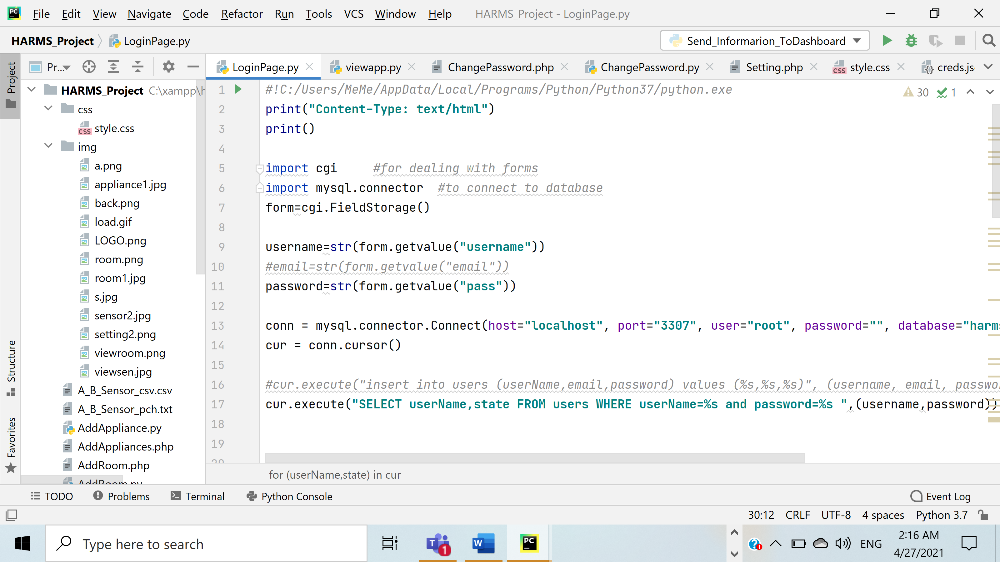 PC File Edit View Navigate Code Refactor Run Tools VCS Window Help HARMS_Project - LoginPage.py
HARMS_Project LoginPage.py Send_Informarion_ToDashboard
Project
Pr... LoginPage.py viewapp.py ChangePassword.php ChangePassword.py Setting.php style.css creds.js
HARMS_Project C:\xampp\h
css
style.css
img
a.png
appliance1.jpg
back.png
load.gif
LOGO.png
room.png
room1.jpg
s.jpg
sensor2.jpg
setting2.png
viewroom.png
viewsen.jpg
A_B_Sensor_csv.csv
A_B_Sensor_pch.txt
AddAppliance.py
AddAppliances.php
AddRoom.php
AddRoom.py
Structure
Favorites
30 1
1 #!C:/Users/MeMe/AppData/Local/Programs/Python/Python37/python.exe
2 print("Content-Type: text/html")
3 print()
4
5 import cgi     #for dealing with forms
6 import mysql.connector  #to connect to database
7 form=cgi.FieldStorage()
8
9 username=str(form.getvalue("username"))
10 #email=str(form.getvalue("email"))
11 password=str(form.getvalue("pass"))
12
13 conn = mysql.connector.Connect(host="localhost", port="3307", user="root", password="", database="harms
14 cur = conn.cursor()
15
16 #cur.execute("insert into users (userName,email,password) values (%s,%s,%s)", (username, email, passwo
17 cur.execute("SELECT userName,state FROM users WHERE userName=%s and password=%s ",(username,password))
18
19
20
for (userName,state) in cur
TODO Problems Terminal Python Console Event Log
30:12 CRLF UTF-8 4 spaces Python 3.7
Type here to search
T 1 W PC ENG
2:16 AM
4/27/2021